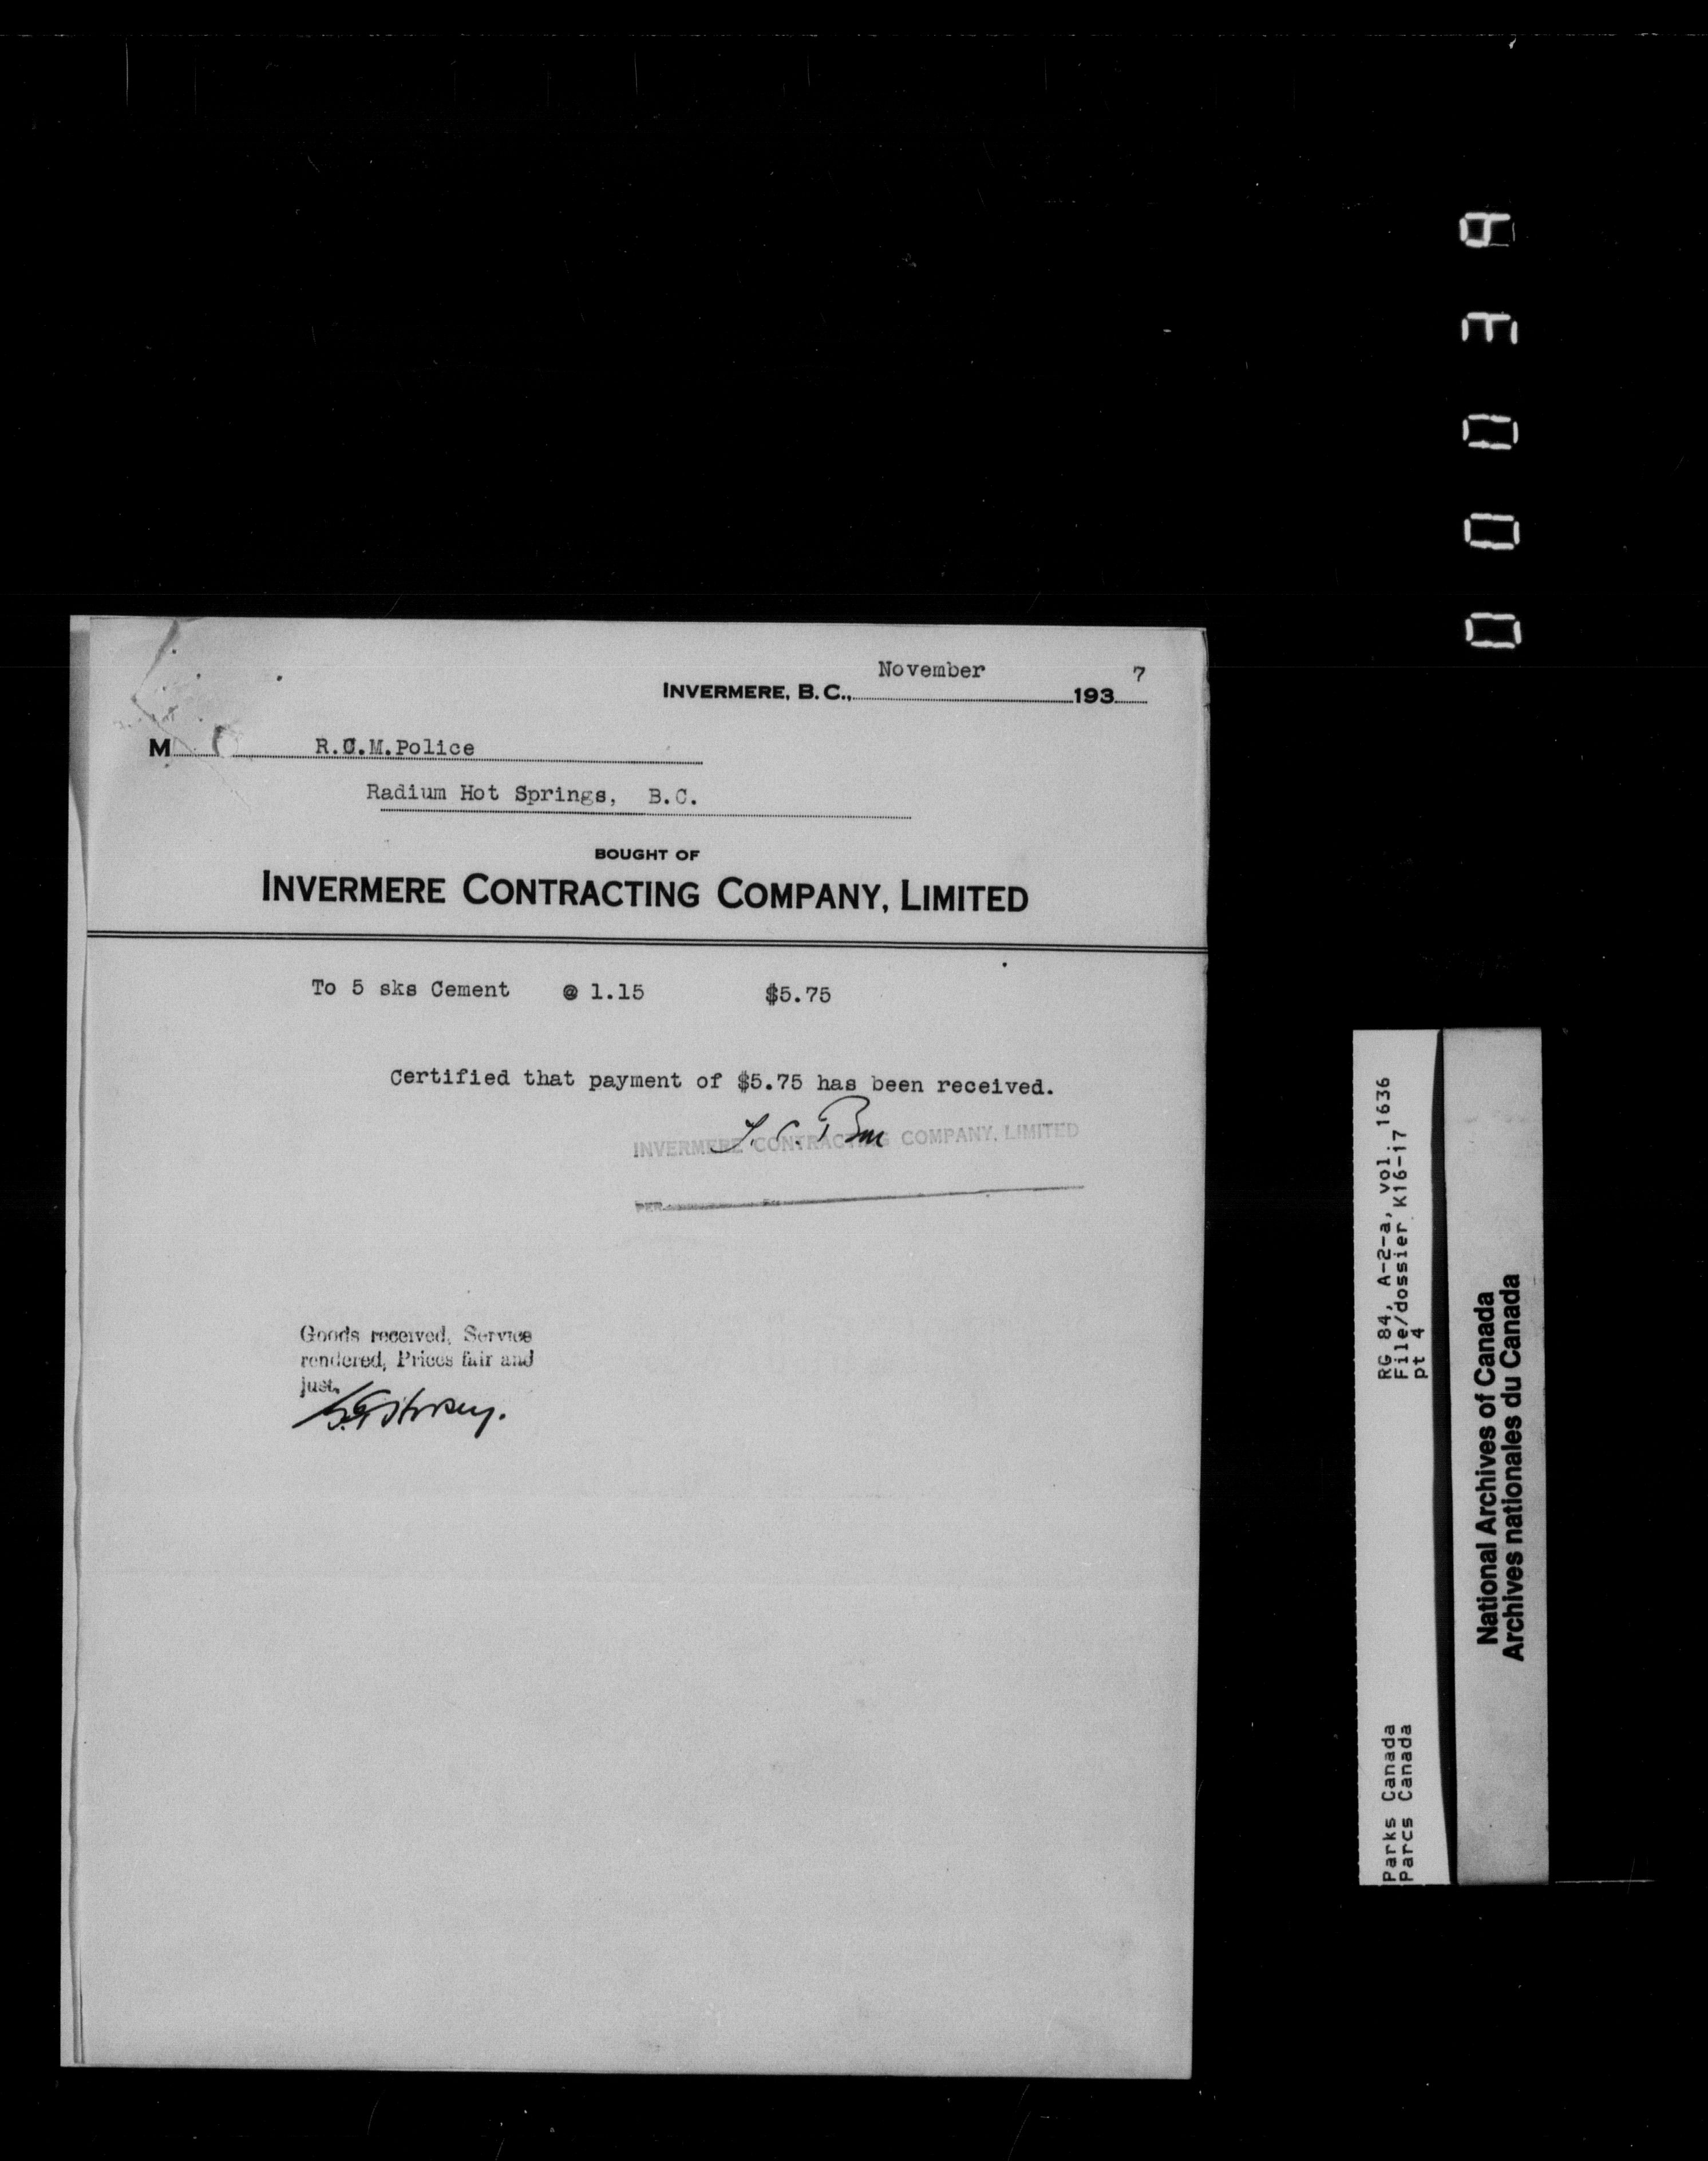 November 7
INVERMERE, B.C., 193
M R.C.M.Police
Radium Hot Springs, B.C.
BOUGHT OF
INVERMERE CONTRACTING COMPANY, LIMITED
To 5 sks Cement @ 1.15 $5.75
Certified that payment of $5.75 has been received.
INVERMERE CONTRACTING COMPANY, LIMITED
PER
Goods received, Service
rendered, Prices fair and
just.
RG 84, A-2-a, vol. 1636
File/dossier K16-17
pt 4
Parks Canada
Parcs Canada
National Archives of Canada
Archives nationales du Canada